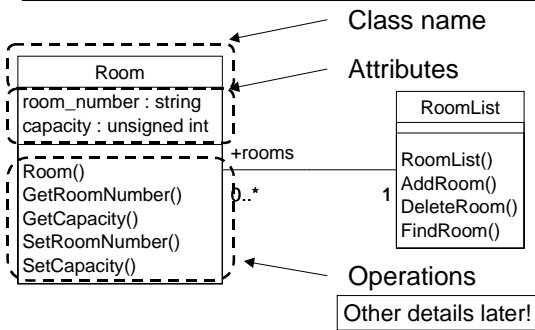 Class name
Room
Attributes
room_number : string
capacity : unsigned int
RoomList
+rooms
Room()
GetRoomNumber()
GetCapacity()
SetRoomNumber()
SetCapacity()
0..*
1
RoomList()
AddRoom()
DeleteRoom()
FindRoom()
Operations
Other details later!